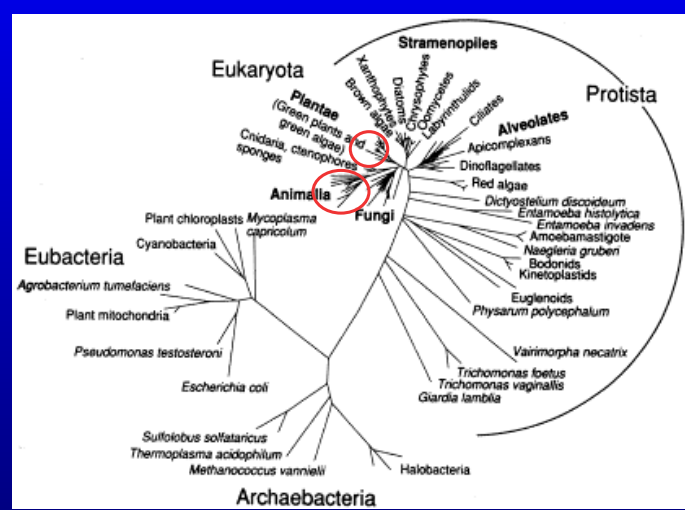 Stramenopiles
Eukaryota
Xanthophytes
Brown algae
Diatoms
Chrysophytes
Oomycetes
Labyrinthulids
Ciliates
Protista
Plantae
(Green plants and
green algae)
Alveolates
Apicomplexans
Cnidaria, ctenophores
sponges
Dinoflagellates
Red algae
Animalia
Fungi
Dictyostelium discoideum
Entamoeba histolytica
Entamoeba invadens
Amoebamastigote
Naegleria gruberi
Bodonids
Kinetoplastids
Euglenoids
Physarum polycephalum
Vairimorpha necatrix
Trichomonas foetus
Trichomonas vaginallis
Giardia lamblia
Plant chloroplasts
Mycoplasma
capricolum
Cyanobacteria
Eubacteria
Agrobacterium tumefaciens
Plant mitochondria
Pseudomonas testosteroni
Escherichia coli
Sulfolobus solfataricus
Thermoplasma acidophilum
Methanococcus vannielii
Halobacteria
Archaebacteria